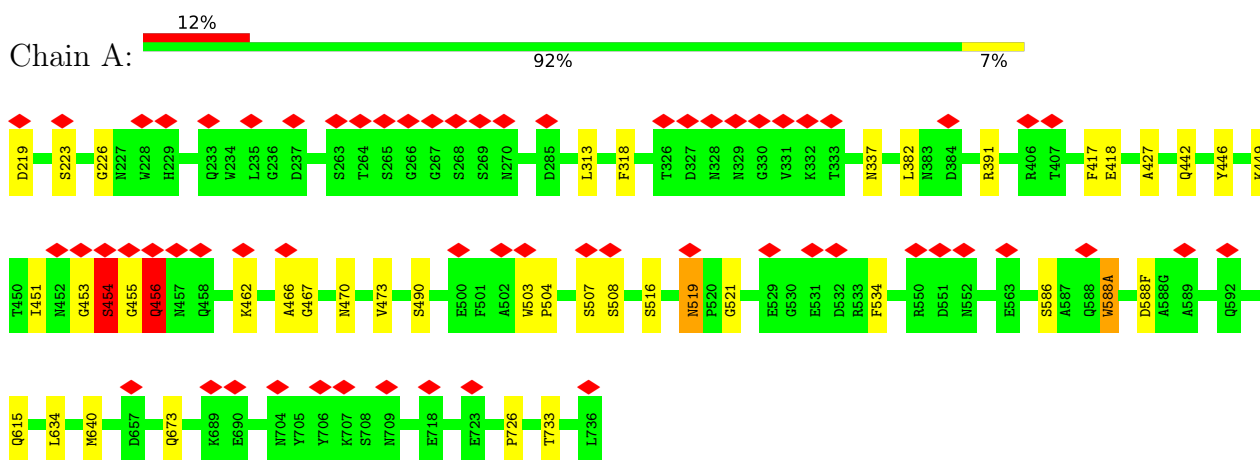 12%
Chain A:
92% 7%
D219 S223 G226 N227 W228 H229 Q233 W234 L235 G236 D237 S263 T264 S265 G266 G267 S268 S269 N270 D285 L313 F318 T326 D327 N328 N329 G330 V331 K332 T333 N337 L382 N383 D384 R391 R406 T407 F417 E418 A427 Q442 Y446 K449
T450 I451 N452 G453 S454 G455 Q456 N457 Q458 K462 A466 G467 N470 V473 S490 E500 F501 A502 W503 P504 S507 S508 S516 N519 P520 G521 E529 G530 E531 D532 R533 F534 R550 D551 N552 E563 S586 A587 Q588 W588A D588F A588G A589 Q592
Q615 L634 M640 D657 Q673 K689 E690 N704 Y705 Y706 K707 S708 N709 E718 E723 P726 T733 L736